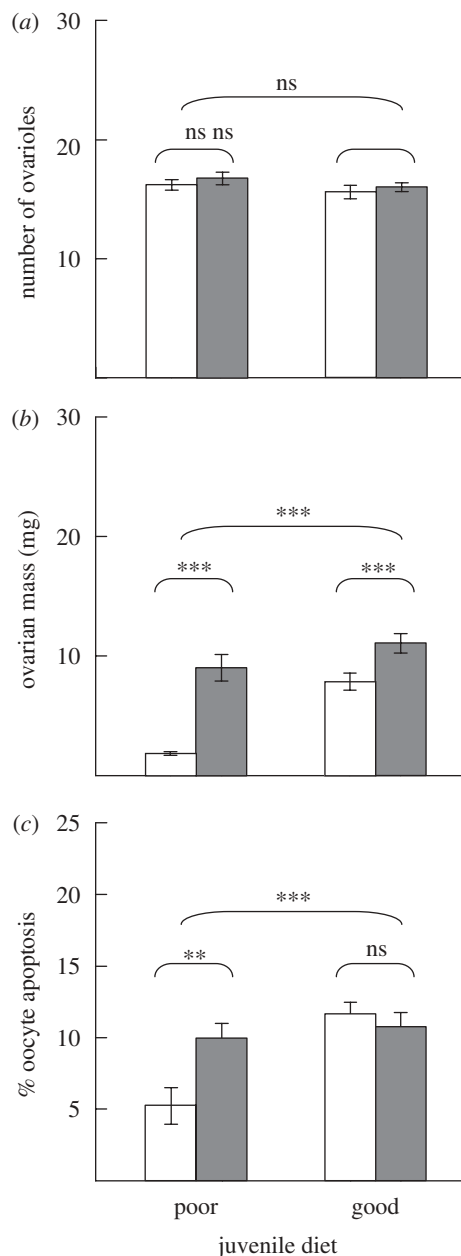 (a)
30
20
10
number of ovarioles
ns
ns ns
(b)
30
20
10
ovarian mass (mg)
***
*** ***
(c)
25
20
15
10
5
% oocyte apoptosis
***
** ns
poor good
juvenile diet